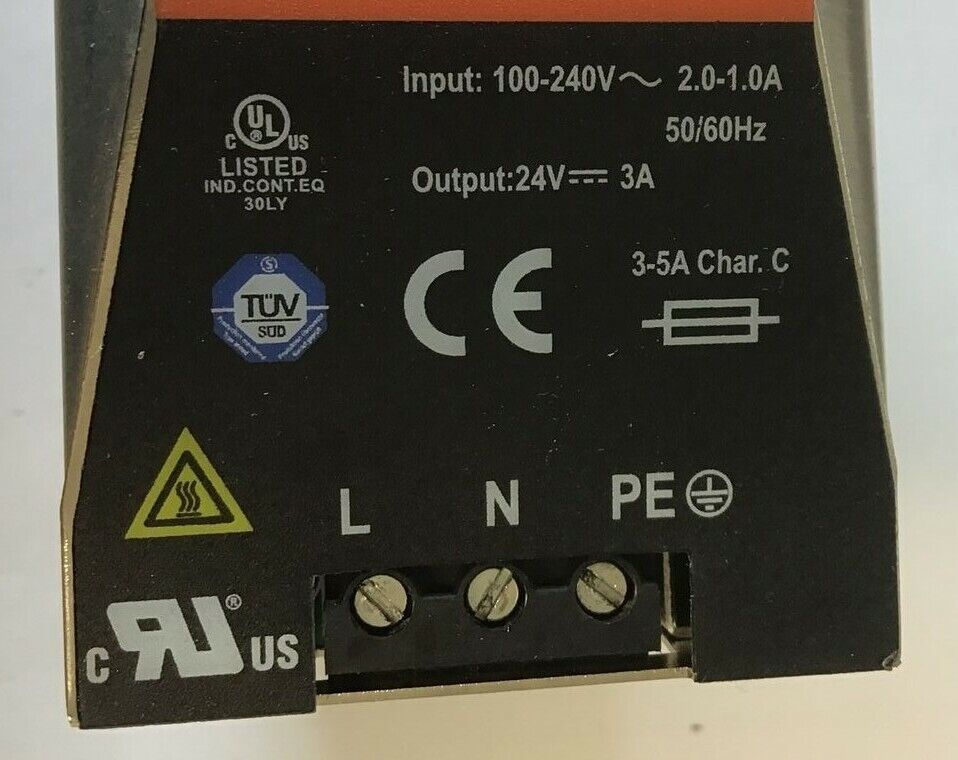 Input: 100-240V～ 2.0-1.0A
50/60Hz
C UL ® US
LISTED
IND.CONT.EQ
30LY
Output:24V⎓ 3A
S
TÜV
SÜD
CE
3-5A Char. C
L N PE
C RU ® US